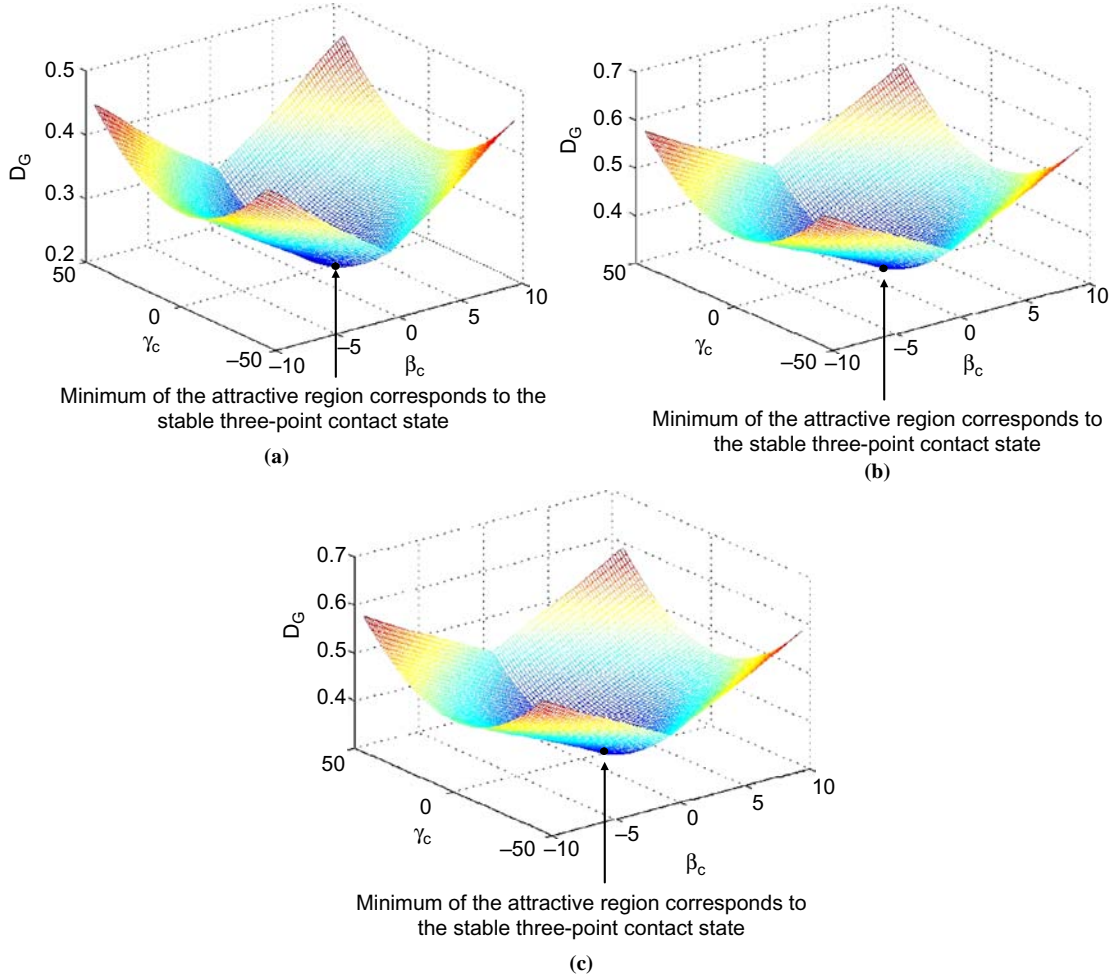 0.5
0.4
D_G
0.3
0.2
50
0
γ_c
–50
–10
–5
0
β_c
5
10
Minimum of the attractive region corresponds to the
stable three-point contact state
(a)
0.7
0.6
D_G
0.5
0.4
50
0
γ_c
–50
–10
–5
0
β_c
5
10
Minimum of the attractive region corresponds to
the stable three-point contact state
(b)
0.7
0.6
D_G
0.5
0.4
50
0
γ_c
–50
–10
–5
0
β_c
5
10
Minimum of the attractive region corresponds to
the stable three-point contact state
(c)